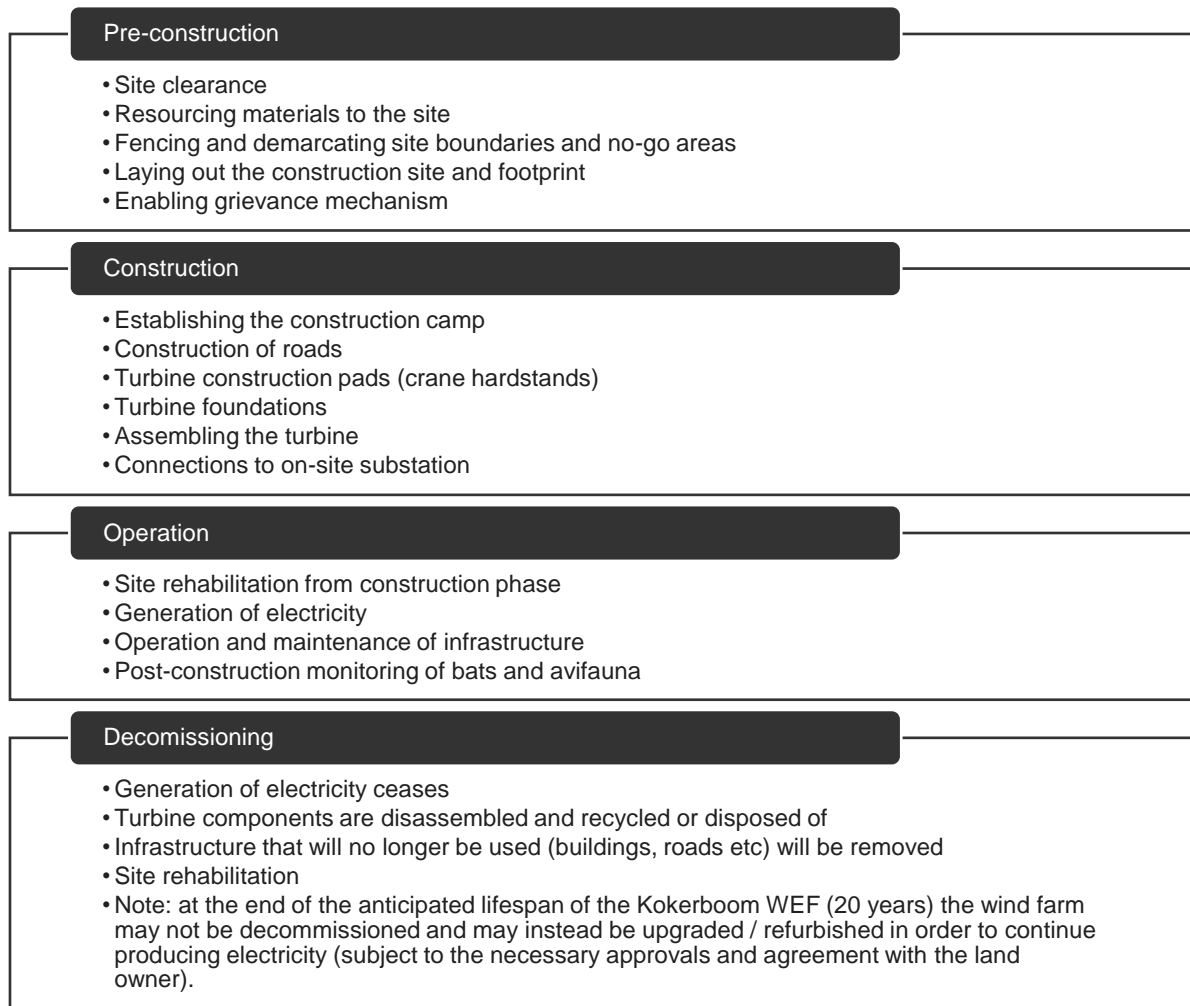 Pre-construction
• Site clearance
• Resourcing materials to the site
• Fencing and demarcating site boundaries and no-go areas
• Laying out the construction site and footprint
• Enabling grievance mechanism
Construction
• Establishing the construction camp
• Construction of roads
• Turbine construction pads (crane hardstands)
• Turbine foundations
• Assembling the turbine
• Connections to on-site substation
Operation
• Site rehabilitation from construction phase
• Generation of electricity
• Operation and maintenance of infrastructure
• Post-construction monitoring of bats and avifauna
Decomissioning
• Generation of electricity ceases
• Turbine components are disassembled and recycled or disposed of
• Infrastructure that will no longer be used (buildings, roads etc) will be removed
• Site rehabilitation
• Note: at the end of the anticipated lifespan of the Kokerboom WEF (20 years) the wind farm
may not be decommissioned and may instead be upgraded / refurbished in order to continue
producing electricity (subject to the necessary approvals and agreement with the land
owner).